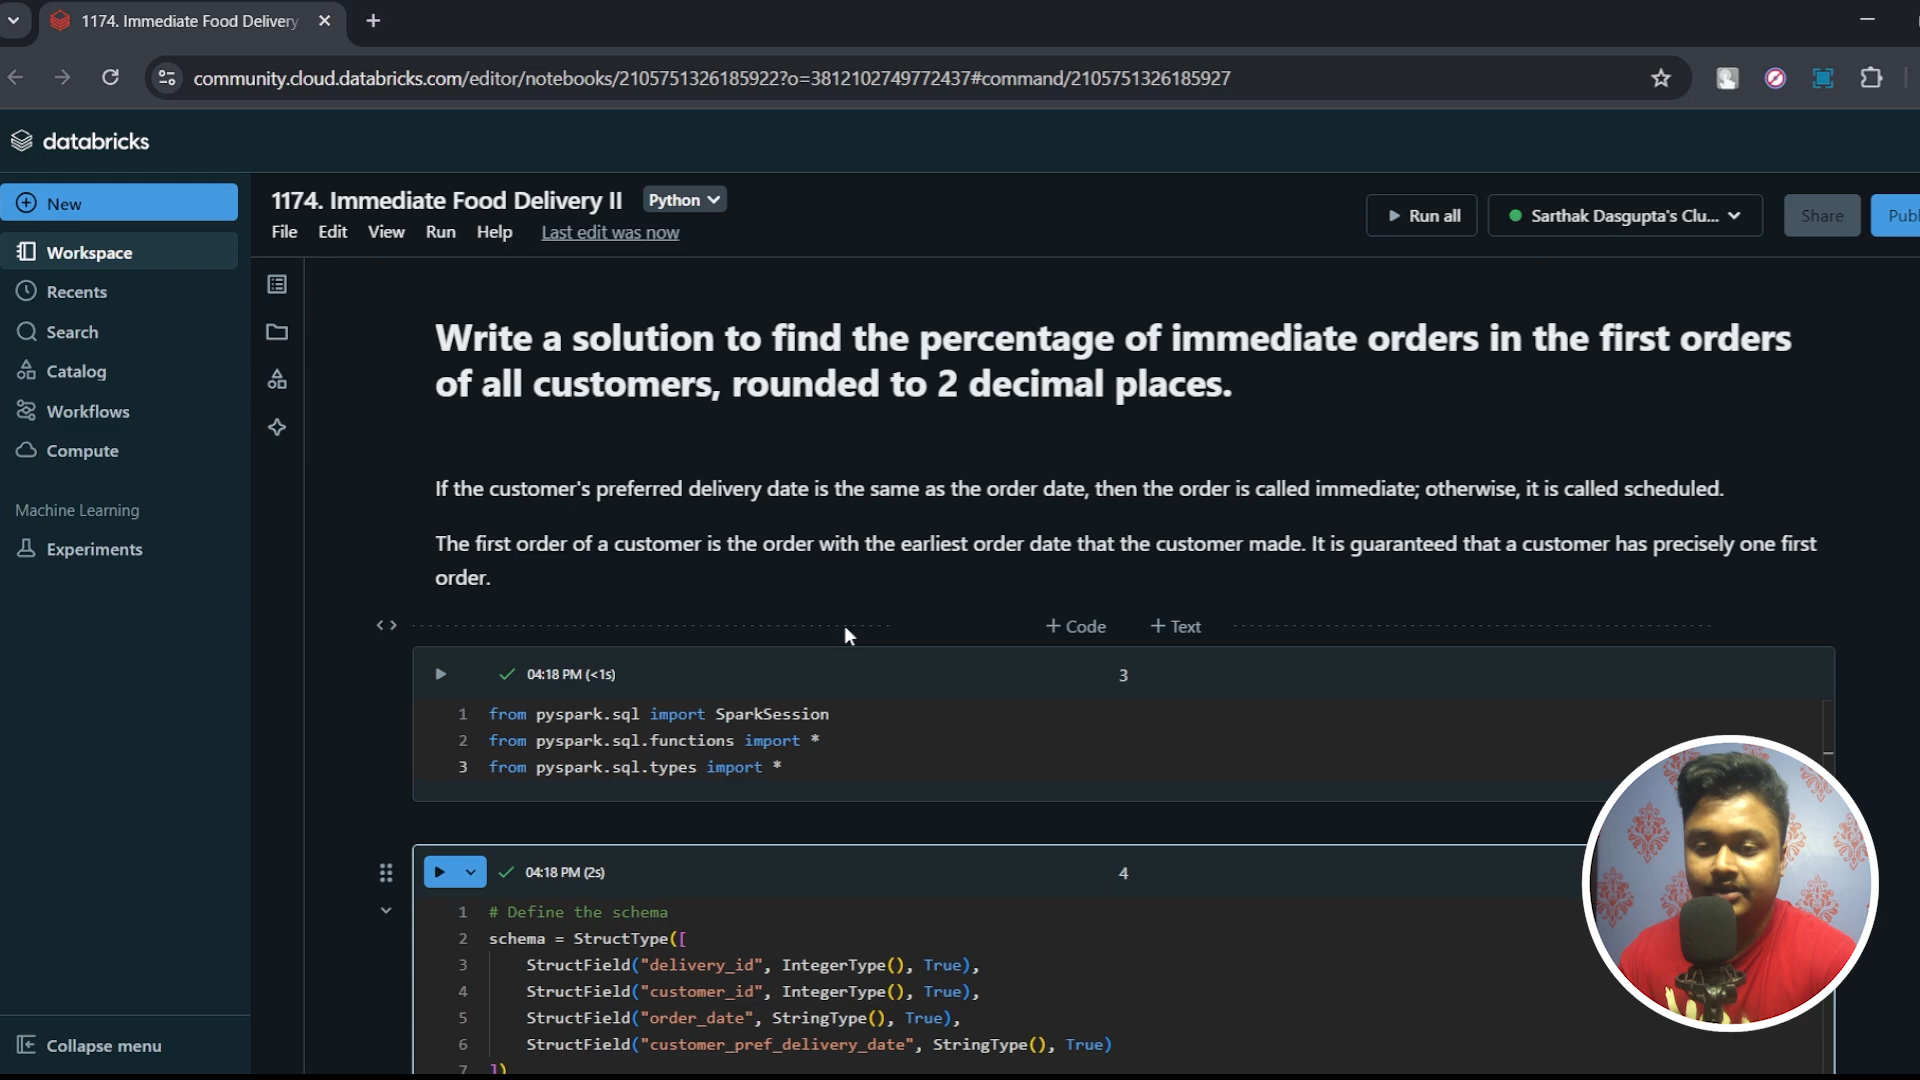 1174. Immediate Food Delivery
community.cloud.databricks.com/editor/notebooks/2105751326185922?o=3812102749772437#command/2105751326185927
databricks
New
Workspace
Recents
Search
Catalog
Workflows
Compute
Machine Learning
Experiments
Collapse menu
1174. Immediate Food Delivery II
Python
File Edit View Run Help Last edit was now
Run all
Sarthak Dasgupta's Clu...
Share
Publ
Write a solution to find the percentage of immediate orders in the first orders
of all customers, rounded to 2 decimal places.
If the customer's preferred delivery date is the same as the order date, then the order is called immediate; otherwise, it is called scheduled.
The first order of a customer is the order with the earliest order date that the customer made. It is guaranteed that a customer has precisely one first
order.
+ Code + Text
04:18 PM (<1s) 3
1 from pyspark.sql import SparkSession
2 from pyspark.sql.functions import *
3 from pyspark.sql.types import *
04:18 PM (2s) 4
1 # Define the schema
2 schema = StructType([
3 StructField("delivery_id", IntegerType(), True),
4 StructField("customer_id", IntegerType(), True),
5 StructField("order_date", StringType(), True),
6 StructField("customer_pref_delivery_date", StringType(), True)
7 ])